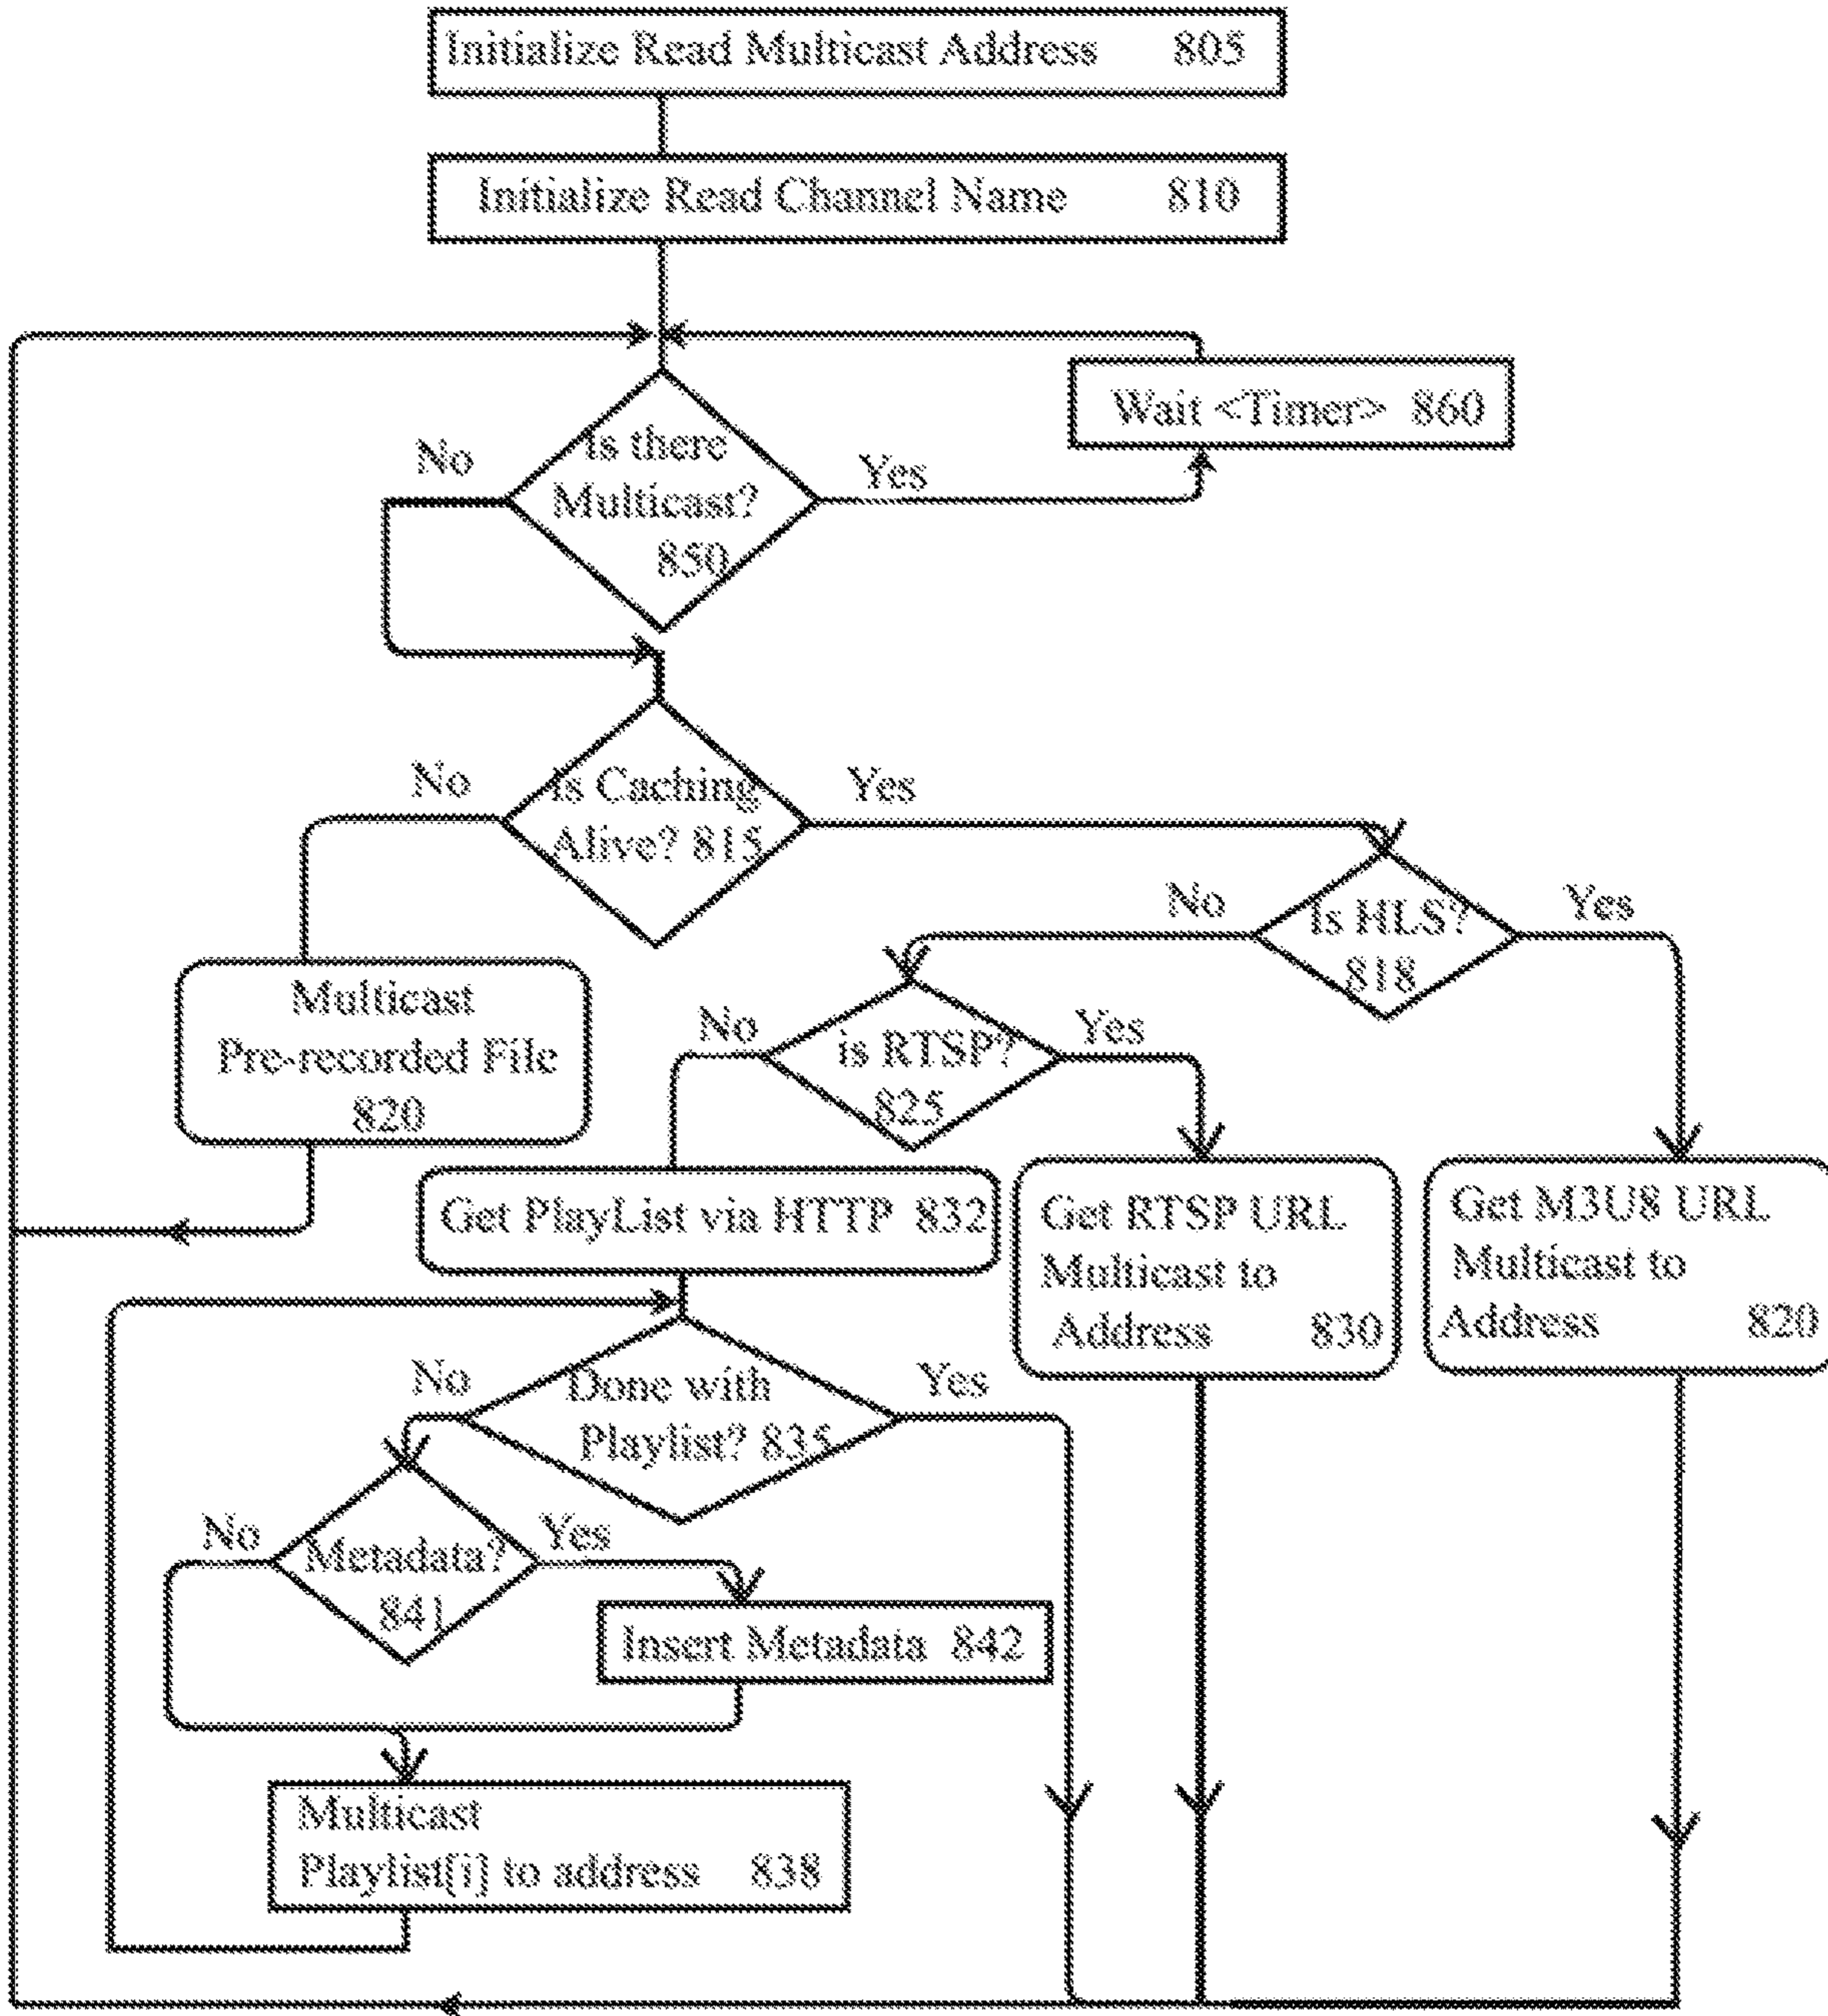 Initialize Read Multicast Address 805
Initialize Read Channel Name 810
Wait <Timer> 860
No
Is there
Multicast?
850
Yes
No
Is Caching
Alive? 815
Yes
No
Is HLS?
818
Yes
Multicast
Pre-recorded File
820
No
is RTSP?
825
Yes
Get PlayList via HTTP 832
Get RTSP URL
Multicast to
Address 830
Get M3U8 URL
Multicast to
Address 820
No
Done with
Playlist? 835
Yes
No
Metadata?
841
Yes
Insert Metadata 842
Multicast
Playlist[i] to address 838